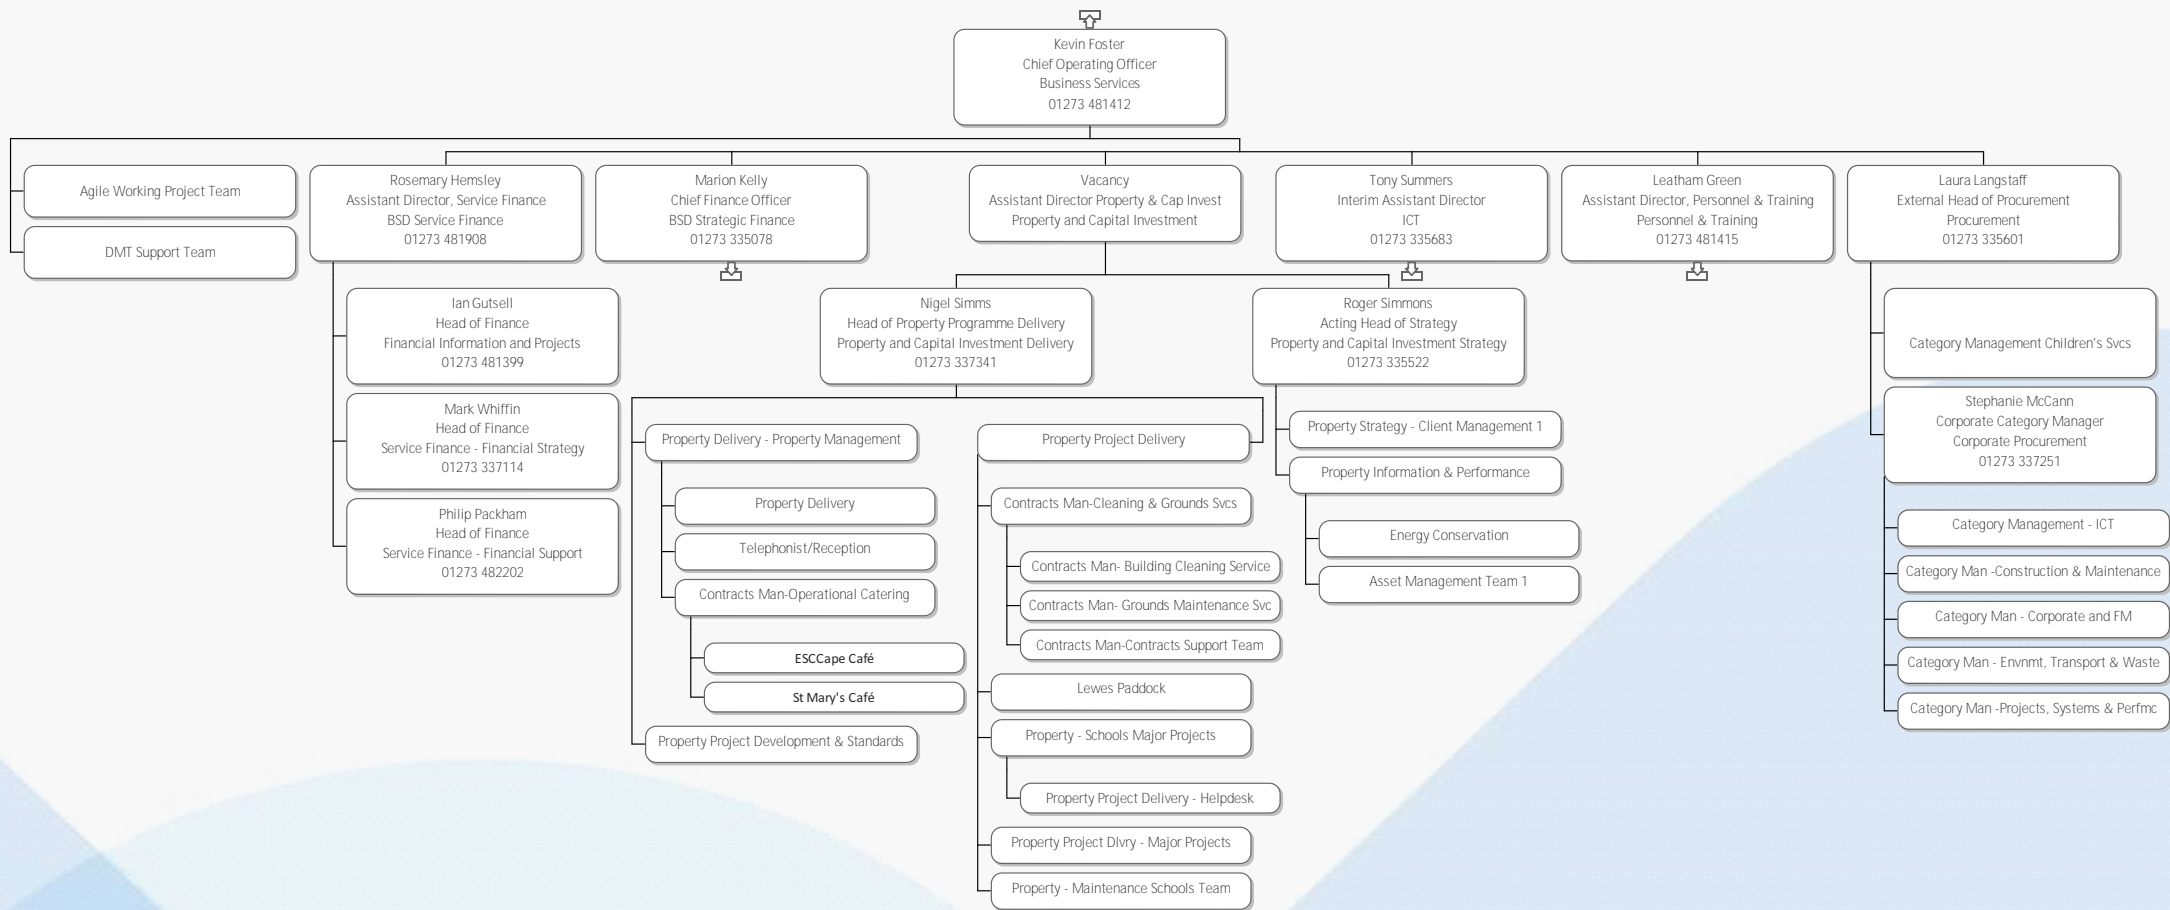 Kevin Foster
Chief Operating Officer
Business Services
01273 481412
Agile Working Project Team
DMT Support Team
Rosemary Hemsley
Assistant Director, Service Finance
BSD Service Finance
01273 481908
Ian Gutsell
Head of Finance
Financial Information and Projects
01273 481399
Mark Whiffin
Head of Finance
Service Finance - Financial Strategy
01273 337114
Philip Packham
Head of Finance
Service Finance - Financial Support
01273 482202
Marion Kelly
Chief Finance Officer
BSD Strategic Finance
01273 335078
Vacancy
Assistant Director Property & Cap Invest
Property and Capital Investment
Nigel Simms
Head of Property Programme Delivery
Property and Capital Investment Delivery
01273 337341
Property Delivery - Property Management
Property Delivery
Telephonist/Reception
Contracts Man-Operational Catering
ESCCape Café
St Mary's Café
Property Project Development & Standards
Property Project Delivery
Contracts Man-Cleaning & Grounds Svcs
Contracts Man- Building Cleaning Service
Contracts Man- Grounds Maintenance Svc
Contracts Man-Contracts Support Team
Lewes Paddock
Property - Schools Major Projects
Property Project Delivery - Helpdesk
Property Project Dlvry - Major Projects
Property - Maintenance Schools Team
Roger Simmons
Acting Head of Strategy
Property and Capital Investment Strategy
01273 335522
Property Strategy - Client Management 1
Property Information & Performance
Energy Conservation
Asset Management Team 1
Tony Summers
Interim Assistant Director
ICT
01273 335683
Leatham Green
Assistant Director, Personnel & Training
Personnel & Training
01273 481415
Laura Langstaff
External Head of Procurement
Procurement
01273 335601
Category Management Children's Svcs
Stephanie McCann
Corporate Category Manager
Corporate Procurement
01273 337251
Category Management - ICT
Category Man -Construction & Maintenance
Category Man - Corporate and FM
Category Man - Envnmt, Transport & Waste
Category Man -Projects, Systems & Perfmc